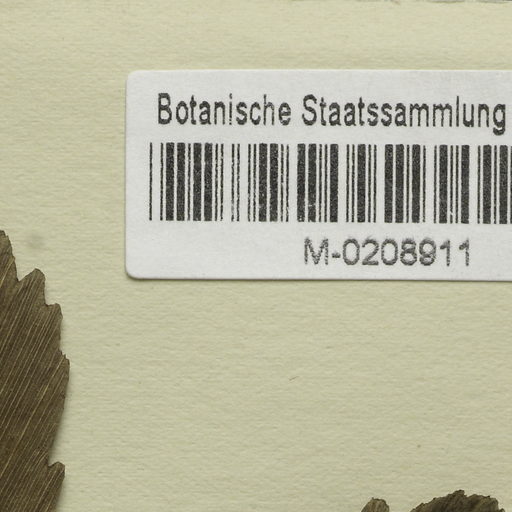 Botanische Staatssammlung
M-0208911